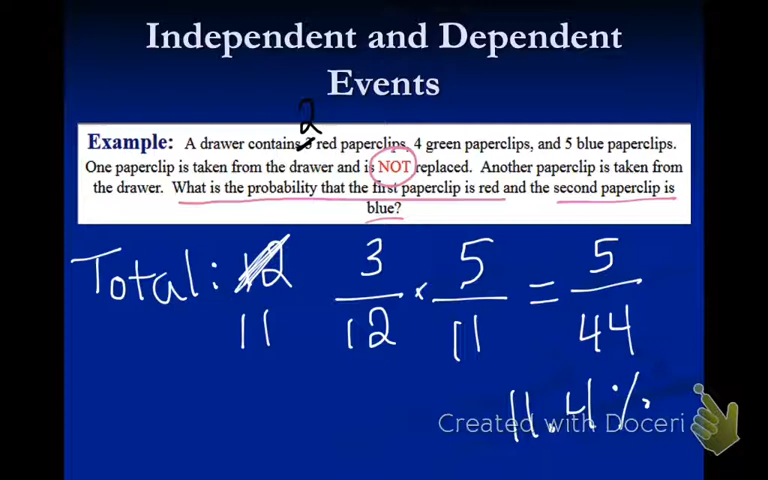 Independent and Dependent
Events
2
Example: A drawer contains 3 red paperclips, 4 green paperclips, and 5 blue paperclips.
One paperclip is taken from the drawer and is NOT replaced. Another paperclip is taken from
the drawer. What is the probability that the first paperclip is red and the second paperclip is
blue?
Total: 12 3/12 × 5/11 = 5/44
11
11.4%
Created with Doceri